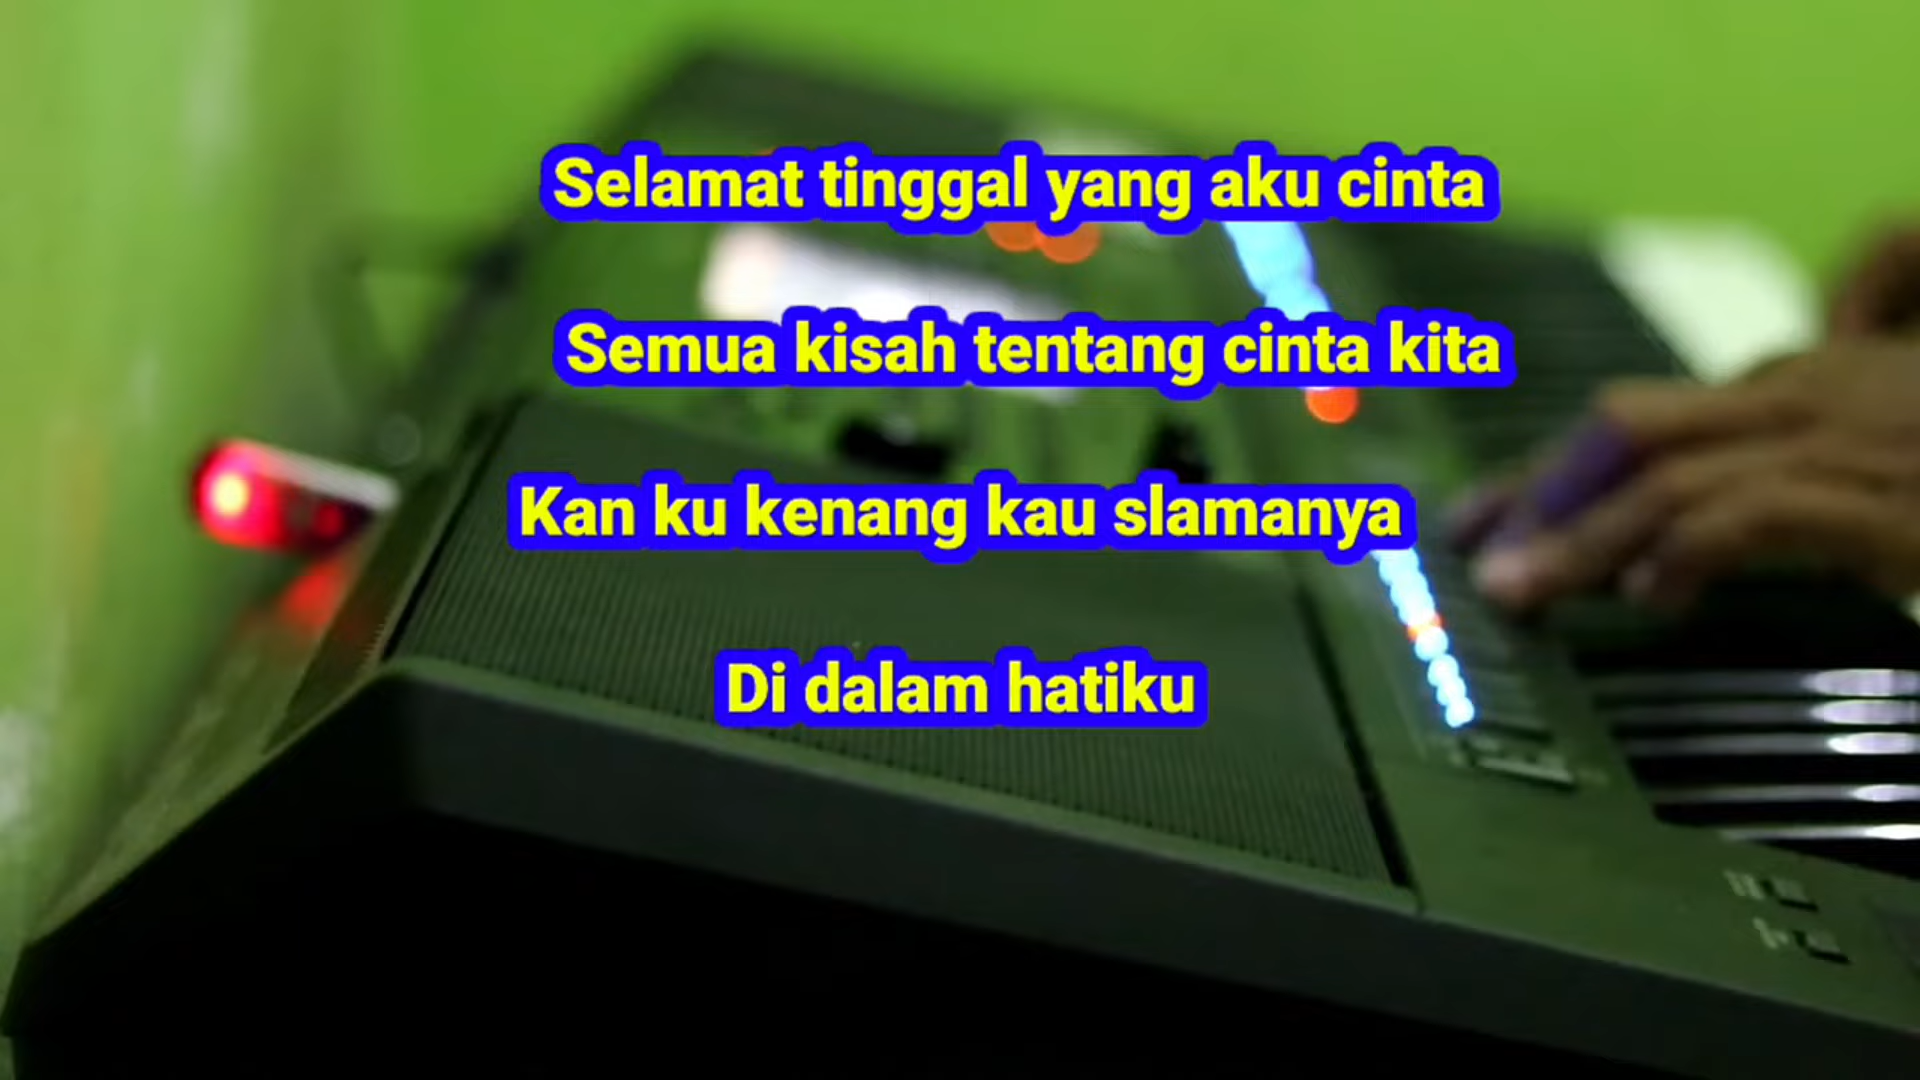 Selamat tinggal yang aku cinta
Semua kisah tentang cinta kita
Kan ku kenang kau slamanya
Di dalam hatiku